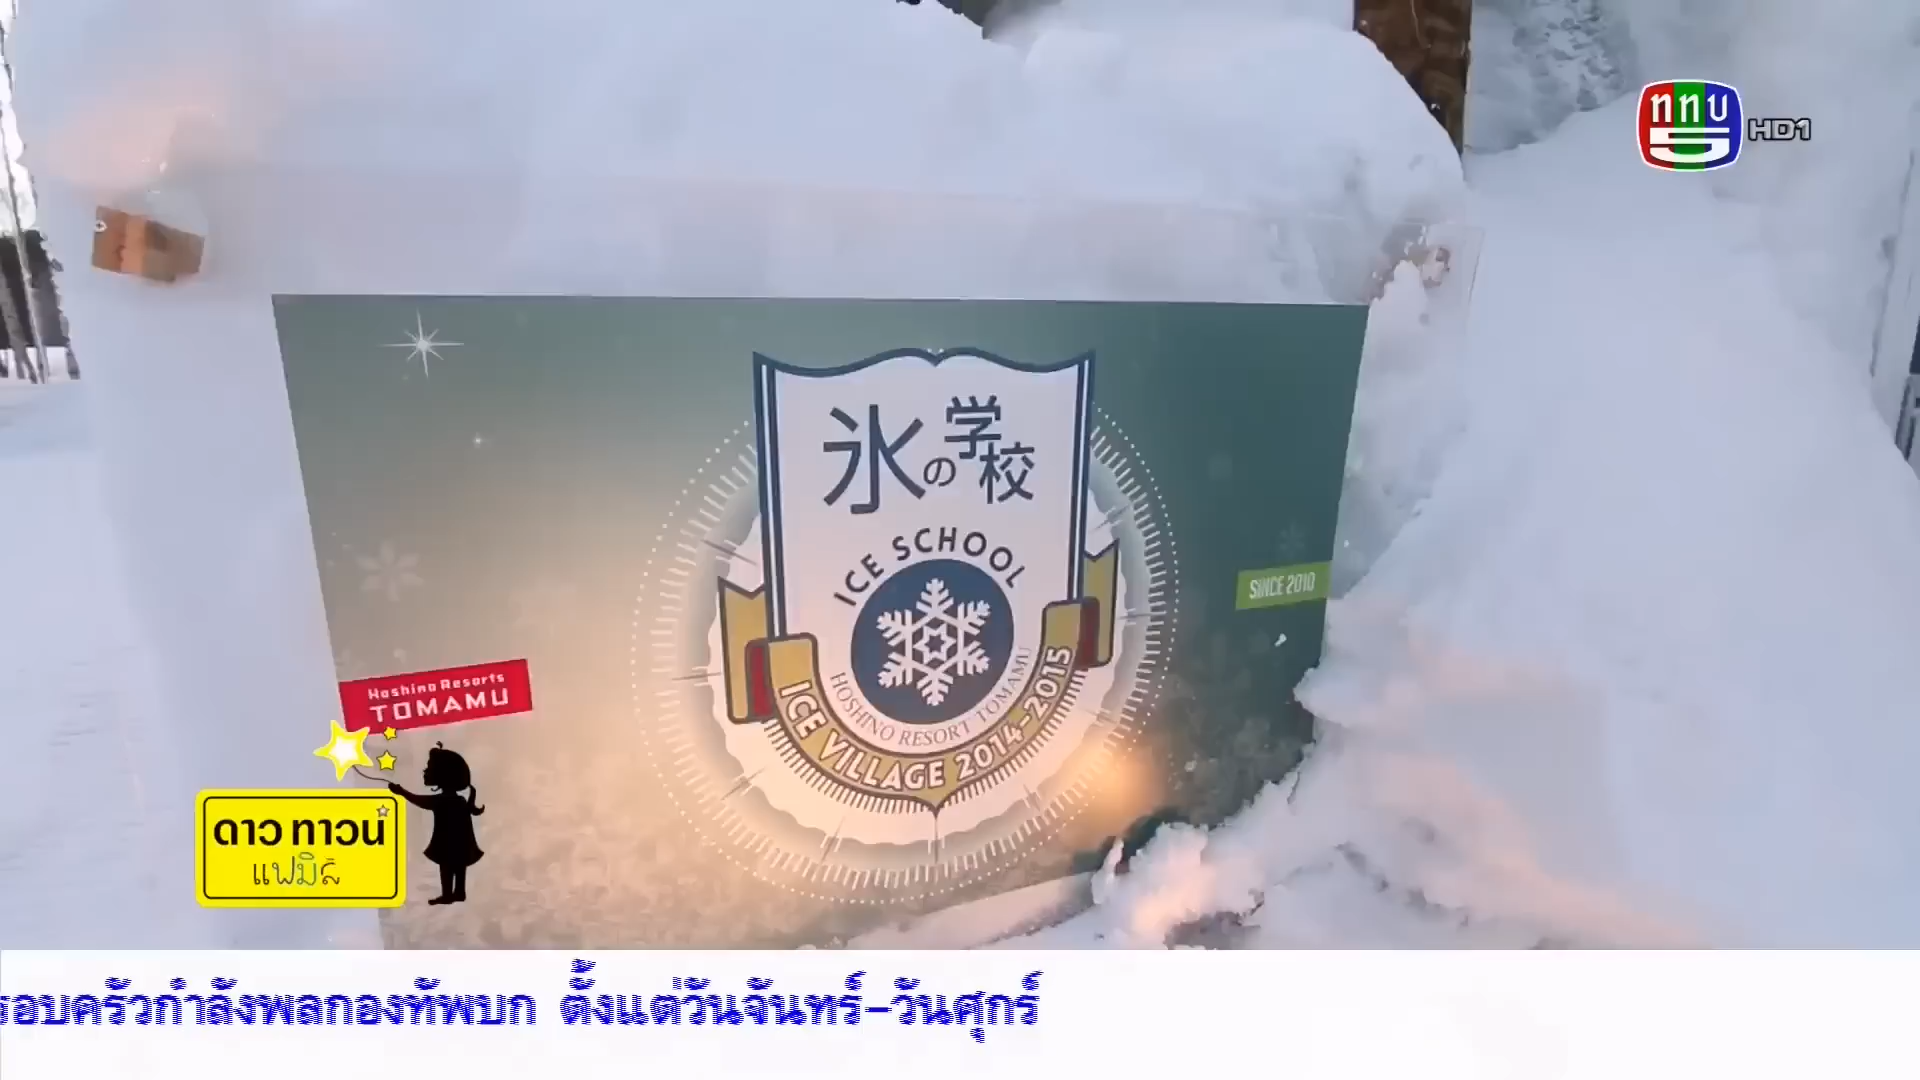 ททบ
5 HD1
氷の学校
ICE SCHOOL
SINCE 2010
HOSHINO RESORT TOMAMU
ICE VILLAGE 2014-2015
Hoshino Resorts
TOMAMU
ดาว ทาวน์
แฟมิลี่
รอบครัวกำลังพลกองทัพบก ตั้งแต่วันจันทร์-วันศุกร์